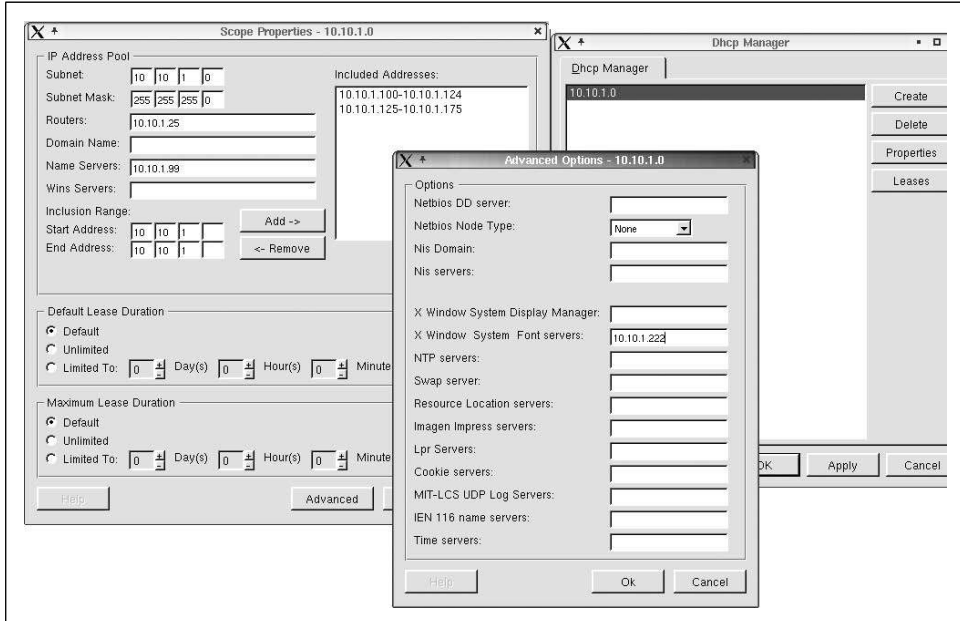 Scope Properties - 10.10.1.0
IP Address Pool
Subnet: 10 10 1 0
Subnet Mask: 255 255 255 0
Routers: 10.10.1.25
Domain Name:
Name Servers: 10.10.1.99
Wins Servers:
Inclusion Range:
Start Address: 10 10 1
End Address: 10 10 1
Add ->
<- Remove
Included Addresses:
10.10.1.100-10.10.1.124
10.10.1.125-10.10.1.175
Default Lease Duration
Default
Unlimited
Limited To: 0 Day(s) 0 Hour(s) 0 Minute
Maximum Lease Duration
Default
Unlimited
Limited To: 0 Day(s) 0 Hour(s) 0 Minute
Help
Advanced
Dhcp Manager
Dhcp Manager
10.10.1.0
Create
Delete
Properties
Leases
OK
Apply
Cancel
Advanced Options - 10.10.1.0
Options
Netbios DD server:
Netbios Node Type: None
Nis Domain:
Nis servers:
X Window System Display Manager:
X Window System Font servers: 10.10.1.222
NTP servers:
Swap server:
Resource Location servers:
Imagen Impress servers:
Lpr Servers:
Cookie servers:
MIT-LCS UDP Log Servers:
IEN 116 name servers:
Time servers:
Help
Ok
Cancel